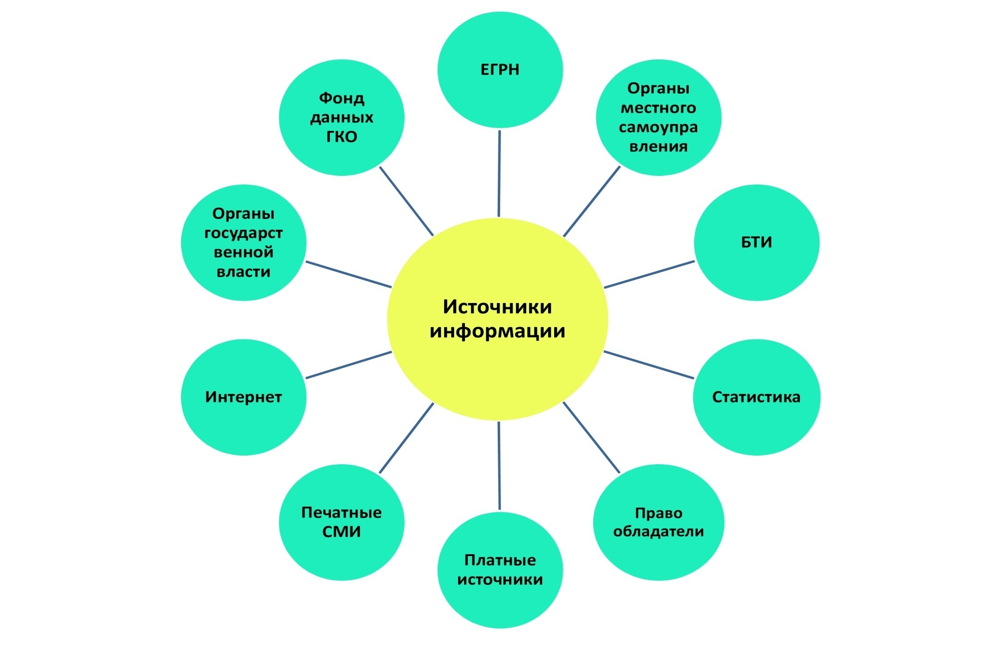 ЕГРН
Органы
местного
самоупра
вления
БТИ
Статистика
Право
обладатели
Платные
источники
Печатные
СМИ
Интернет
Органы
государст
венной
власти
Фонд
данных
ГКО
Источники
информации